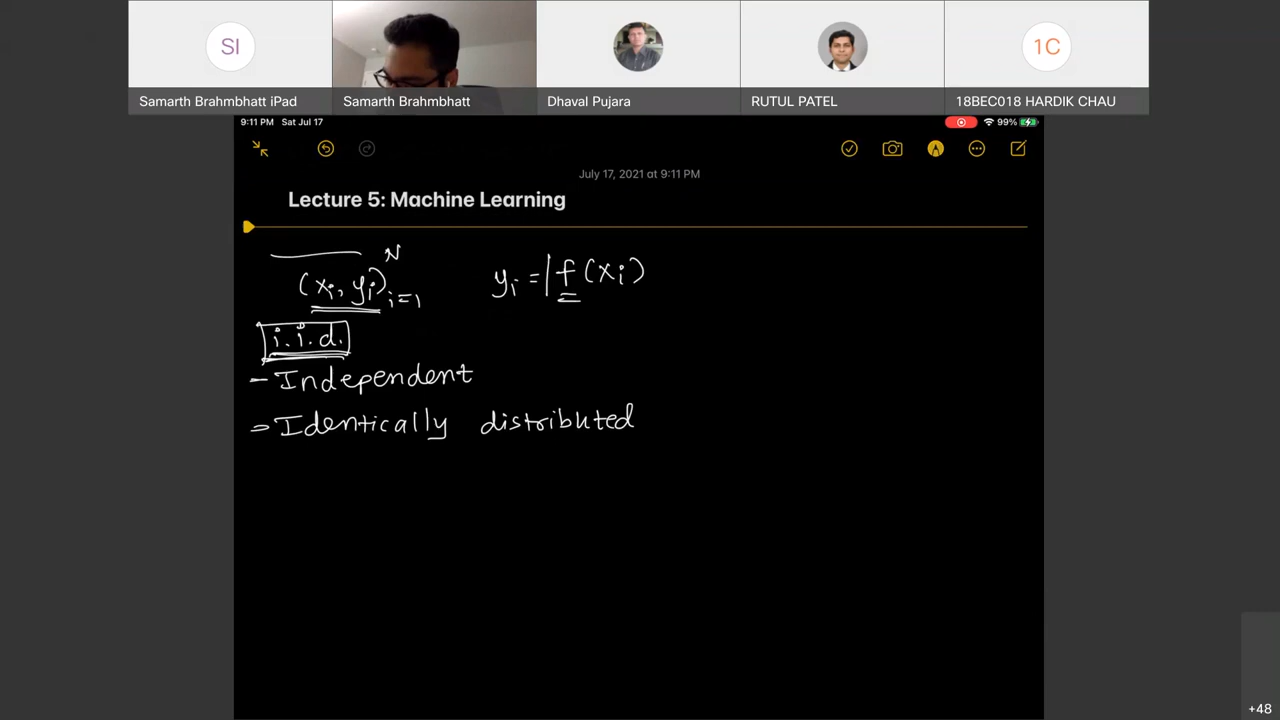 SI
1C
Samarth Brahmbhatt iPad
Samarth Brahmbhatt
Dhaval Pujara
RUTUL PATEL
18BEC018 HARDIK CHAU
9:11 PM Sat Jul 17
99%
July 17, 2021 at 9:11 PM
Lecture 5: Machine Learning
(xi, yi) N i=1 yi = | f (xi)
i.i.d.
- Independent
- Identically distributed
+48